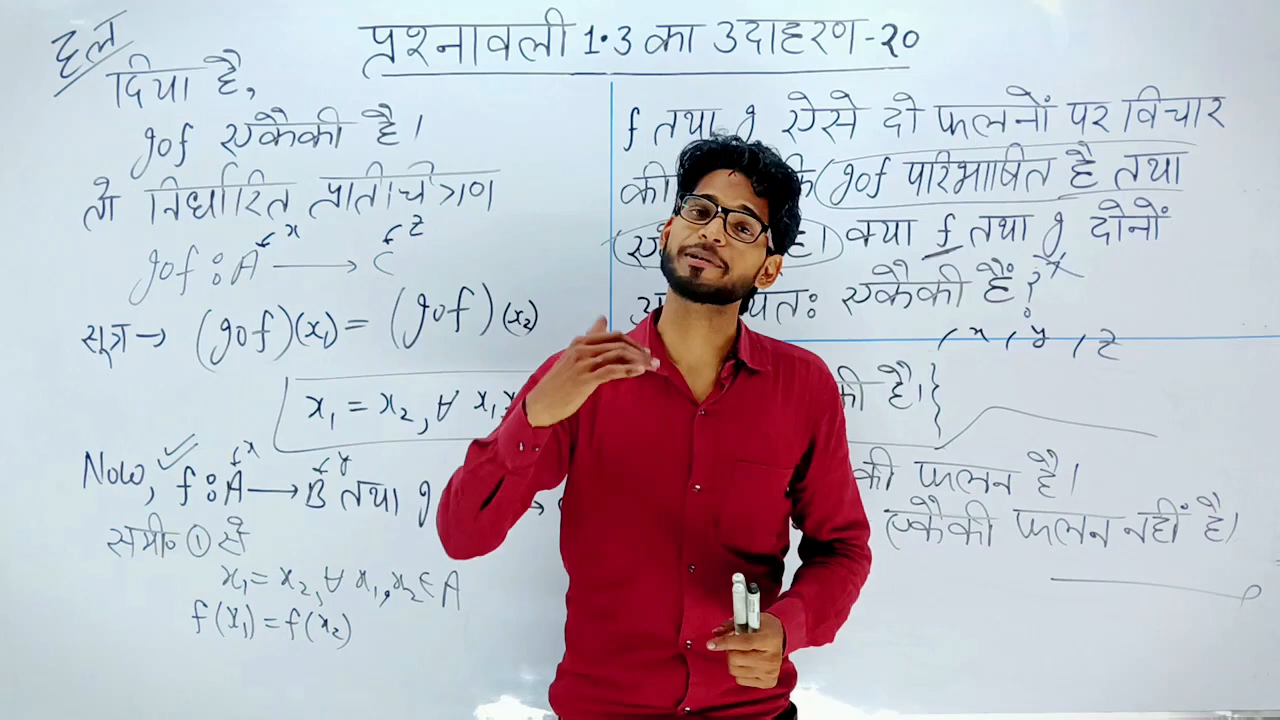 प्रश्नावली 1.3 का उदाहरण-20
हल
दिया है,
gof एकैकी है।
तो निर्धारित प्रतिचित्रण
x z
gof : A → C
सूत्र → (gof)(x₁) = (gof)(x₂)
x₁ = x₂, ∀ x₁,
Now, f : A → B तथा g
x y
समी० ① से
x₁ = x₂, ∀ x₁, x₂ ∈ A
f(x₁) = f(x₂)
f तथा g ऐसे दो फलनों पर विचार
की gof परिभाषित है तथा
है। क्या f तथा g दोनों
एकैकी हैं?
x, y, z
की है।}
की फलन है।
एकैकी फलन नहीं है।